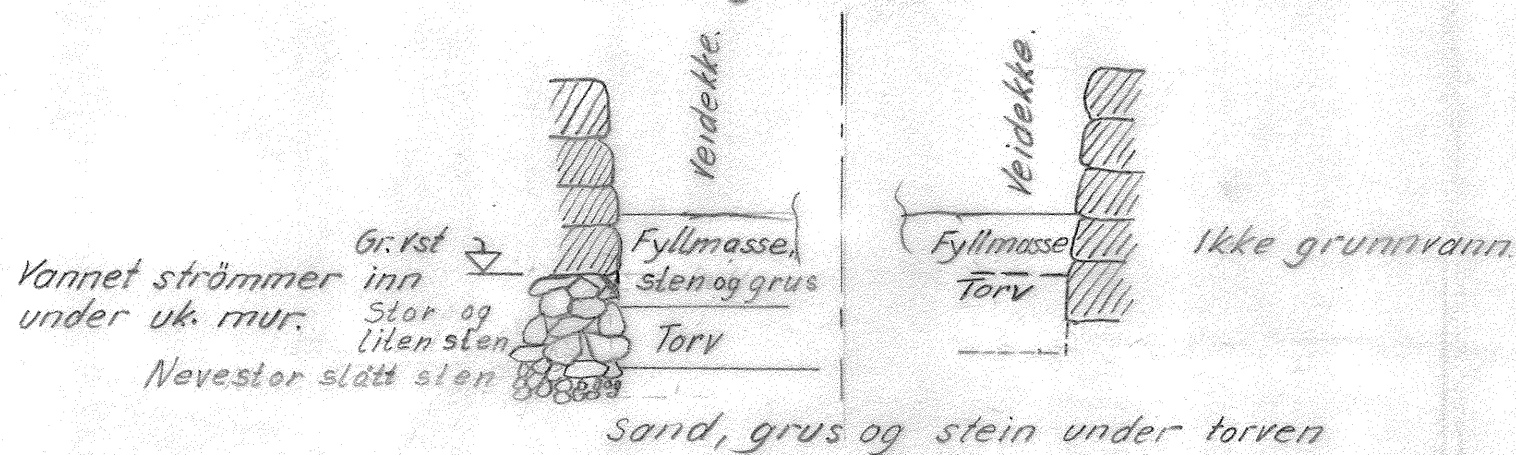 Veidekke.
Veidekke.
Gr. vst
Vannet strömmer inn
under uk. mur.
Stor og
liten sten
Nevestor slått sten
Fyllmasse,
sten og grus
Torv
Fyllmasse
Torv
Ikke grunnvann.
Sand, grus og stein under torven